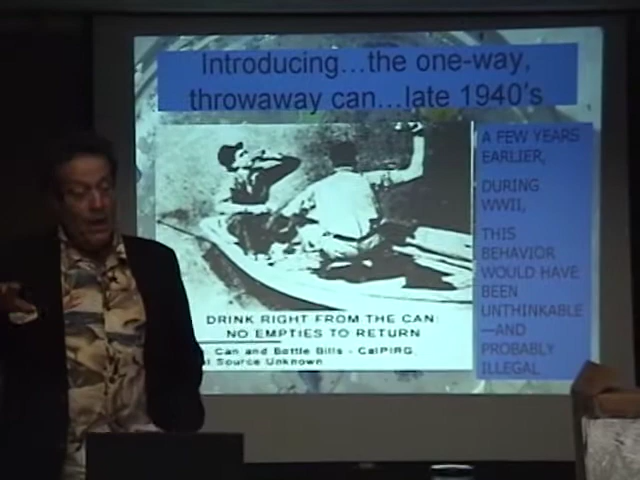 Introducing...the one-way,
throwaway can...late 1940's
A FEW YEARS
EARLIER,
DURING
WWII,
THIS
BEHAVIOR
WOULD HAVE
BEEN
UNTHINKABLE
—AND
PROBABLY
ILLEGAL
DRINK RIGHT FROM THE CAN:
NO EMPTIES TO RETURN
Can and Bottle Bills - CalPIRG
Source Unknown